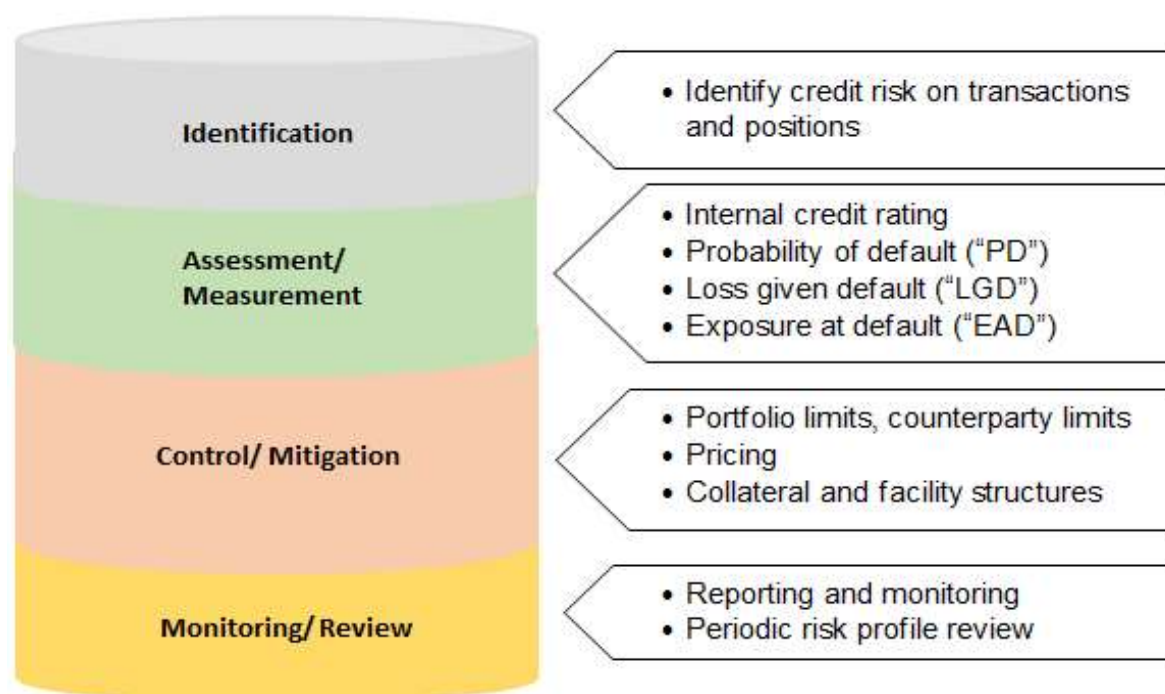 Identification
• Identify credit risk on transactions
and positions
Assessment/
Measurement
• Internal credit rating
• Probability of default (“PD”)
• Loss given default (“LGD”)
• Exposure at default (“EAD”)
Control/ Mitigation
• Portfolio limits, counterparty limits
• Pricing
• Collateral and facility structures
Monitoring/ Review
• Reporting and monitoring
• Periodic risk profile review